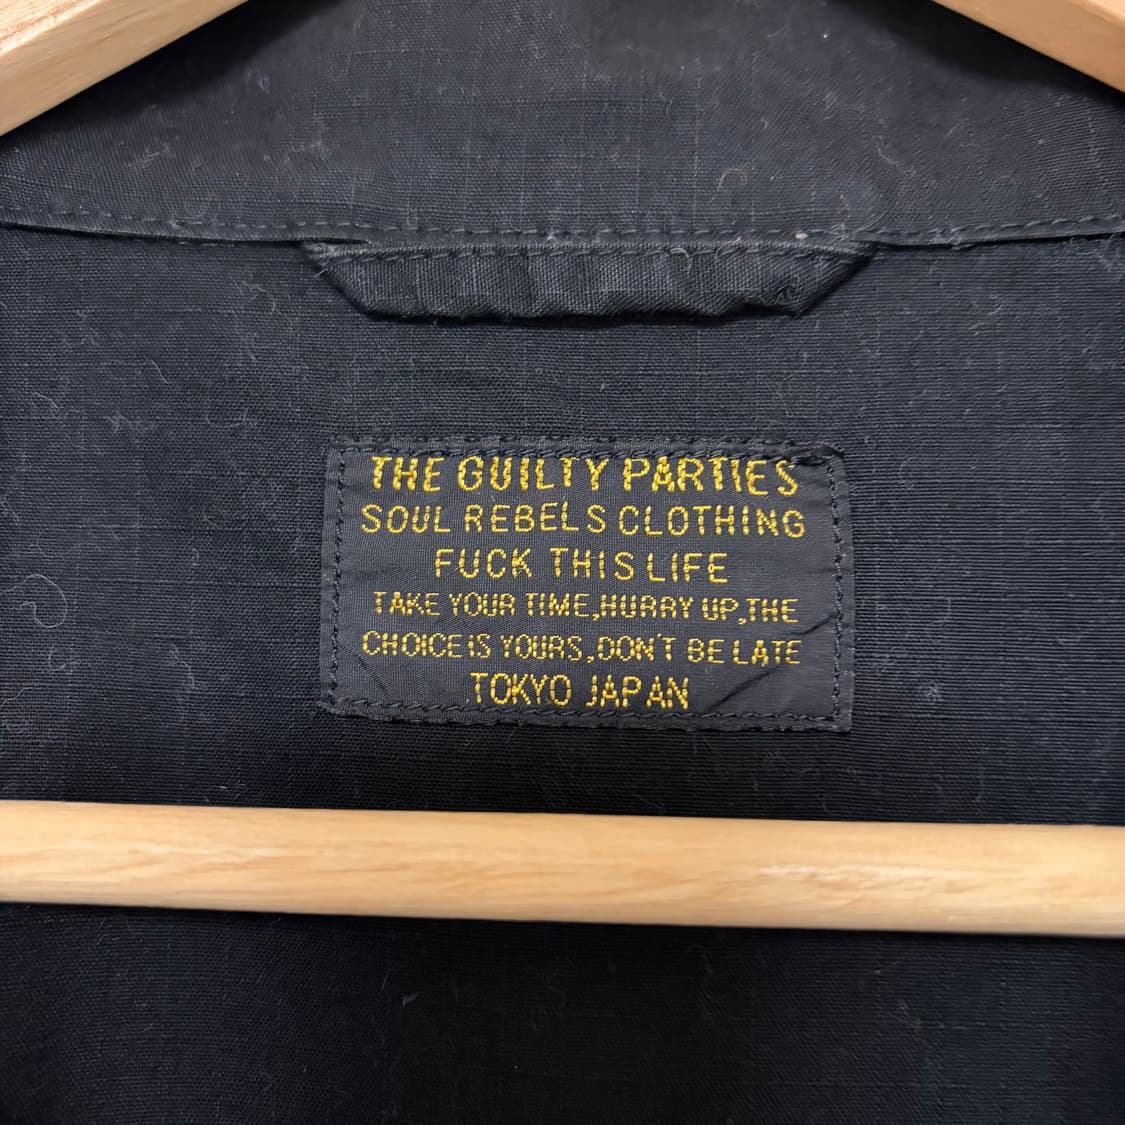 THE GUILTY PARTIES
SOUL REBELS CLOTHING
FUCK THIS LIFE
TAKE YOUR TIME,HURRY UP,THE
CHOICE iS YOURS,DON'T BE LATE
TOKYO JAPAN